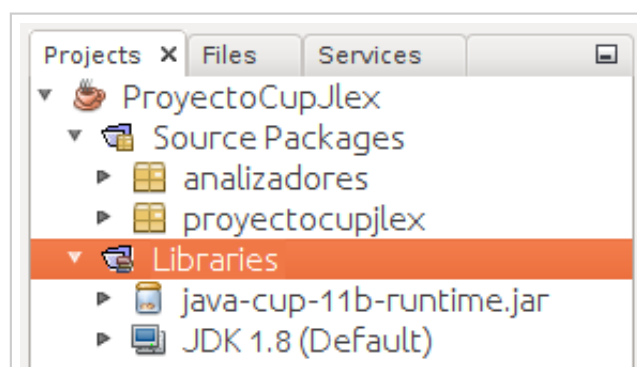 Projects Files Services
ProyectoCupJlex
Source Packages
analizadores
proyectocupjlex
Libraries
java-cup-11b-runtime.jar
JDK 1.8 (Default)